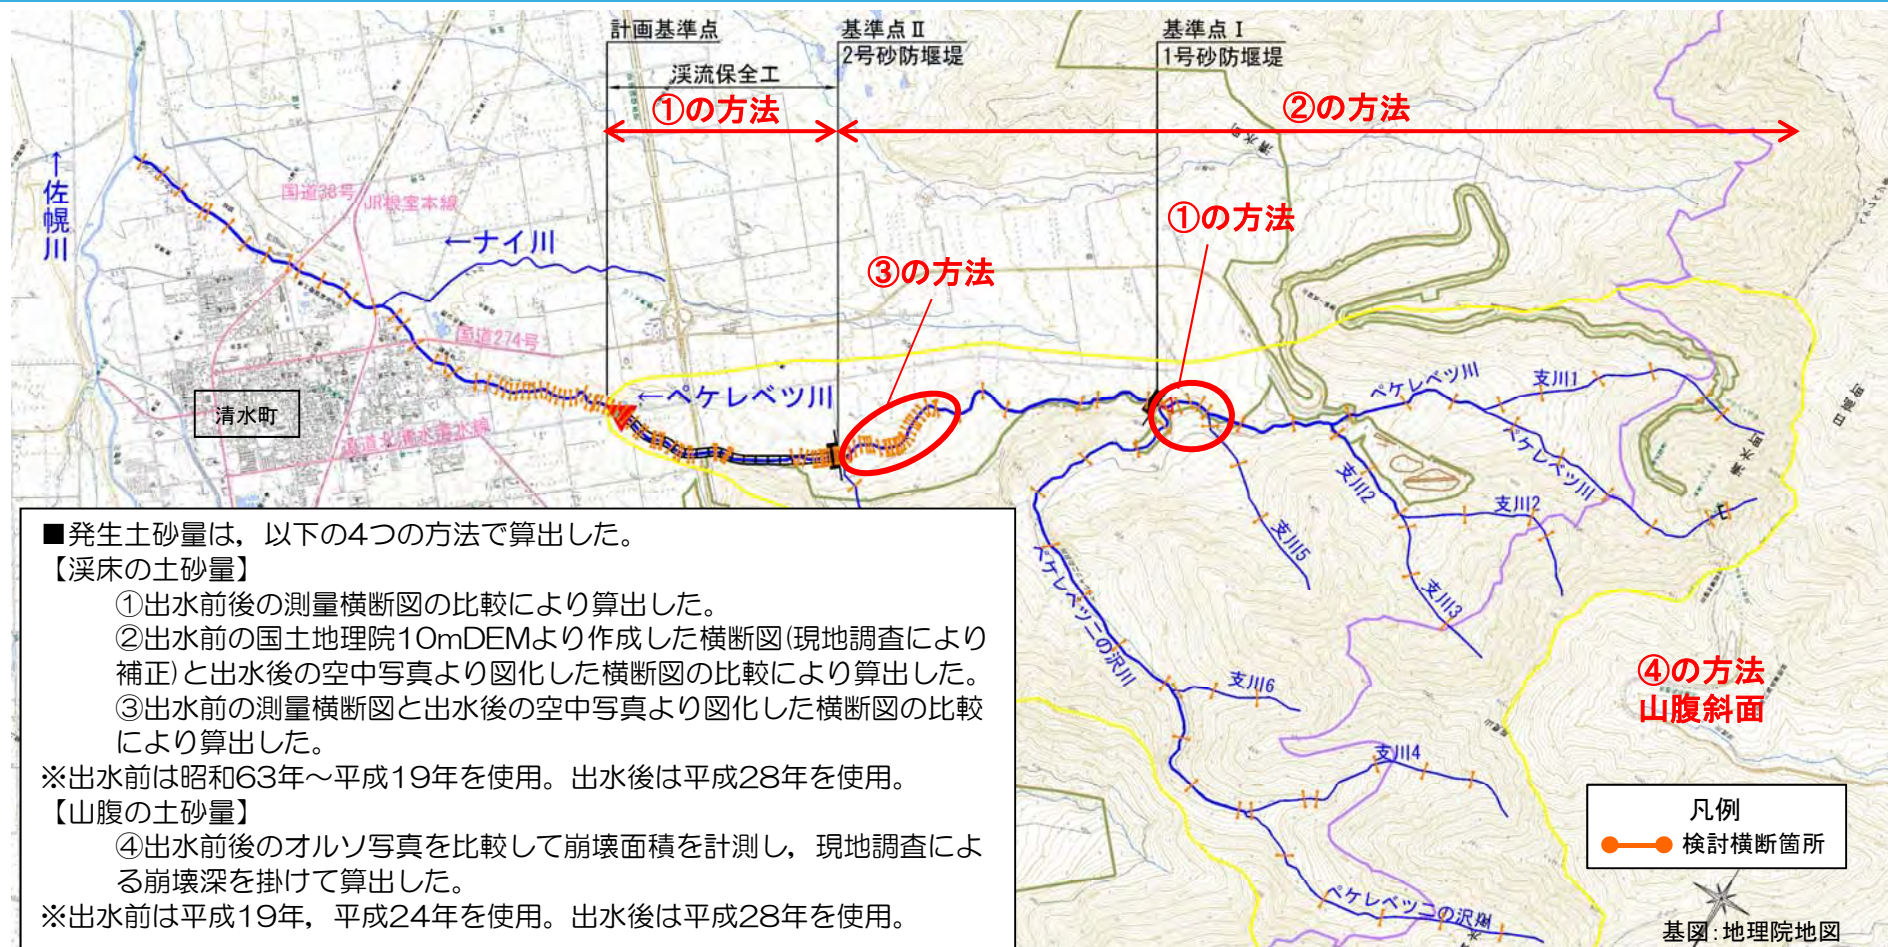 計画基準点
基準点Ⅱ
2号砂防堰堤
基準点Ⅰ
1号砂防堰堤
渓流保全工
①の方法
②の方法
清水町
←佐幌川
国道38号
JR根室本線
←ナイ川
①の方法
③の方法
国道274号
←ペケレベツ川
清水町
道道北清水清水線
ペケレベツ川
支川1
ペケレベツ川
日高町
清水町
支川2
支川2
支川5
支川3
ペケレベツ二の沢川
支川6
支川4
④の方法
山腹斜面
ペケレベツ二の沢川
■発生土砂量は，以下の4つの方法で算出した。
【渓床の土砂量】
①出水前後の測量横断図の比較により算出した。
②出水前の国土地理院10mDEMより作成した横断図(現地調査により
補正)と出水後の空中写真より図化した横断図の比較により算出した。
③出水前の測量横断図と出水後の空中写真より図化した横断図の比較
により算出した。
※出水前は昭和63年～平成19年を使用。出水後は平成28年を使用。
【山腹の土砂量】
④出水前後のオルソ写真を比較して崩壊面積を計測し，現地調査によ
る崩壊深を掛けて算出した。
※出水前は平成19年，平成24年を使用。出水後は平成28年を使用。
凡例
検討横断箇所
基図:地理院地図